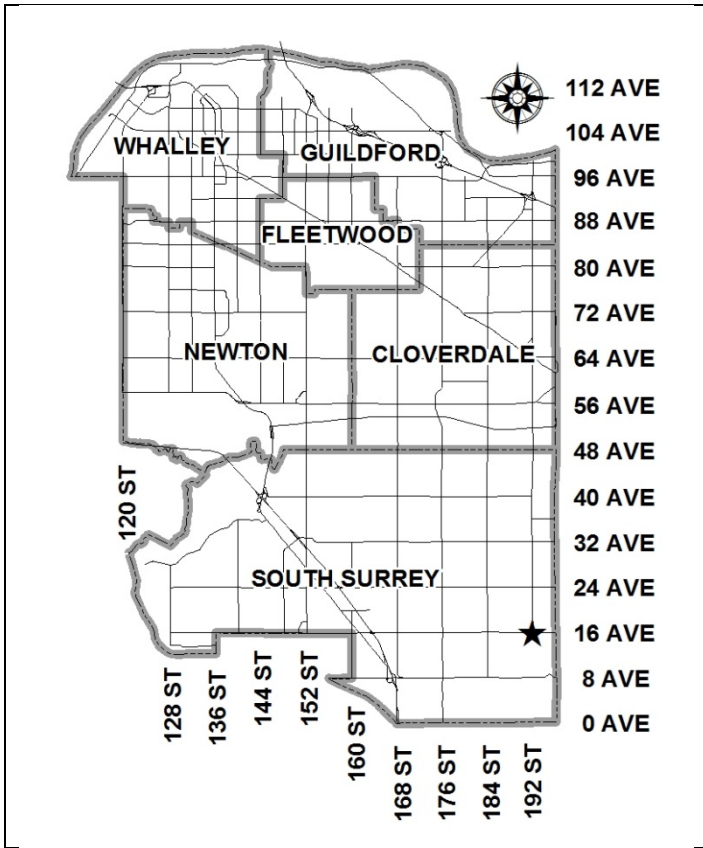 112 AVE
104 AVE
WHALLEY
GUILDFORD
96 AVE
88 AVE
FLEETWOOD
80 AVE
72 AVE
NEWTON
CLOVERDALE
64 AVE
56 AVE
48 AVE
120 ST
40 AVE
32 AVE
SOUTH SURREY
24 AVE
16 AVE
8 AVE
0 AVE
128 ST
136 ST
144 ST
152 ST
160 ST
168 ST
176 ST
184 ST
192 ST